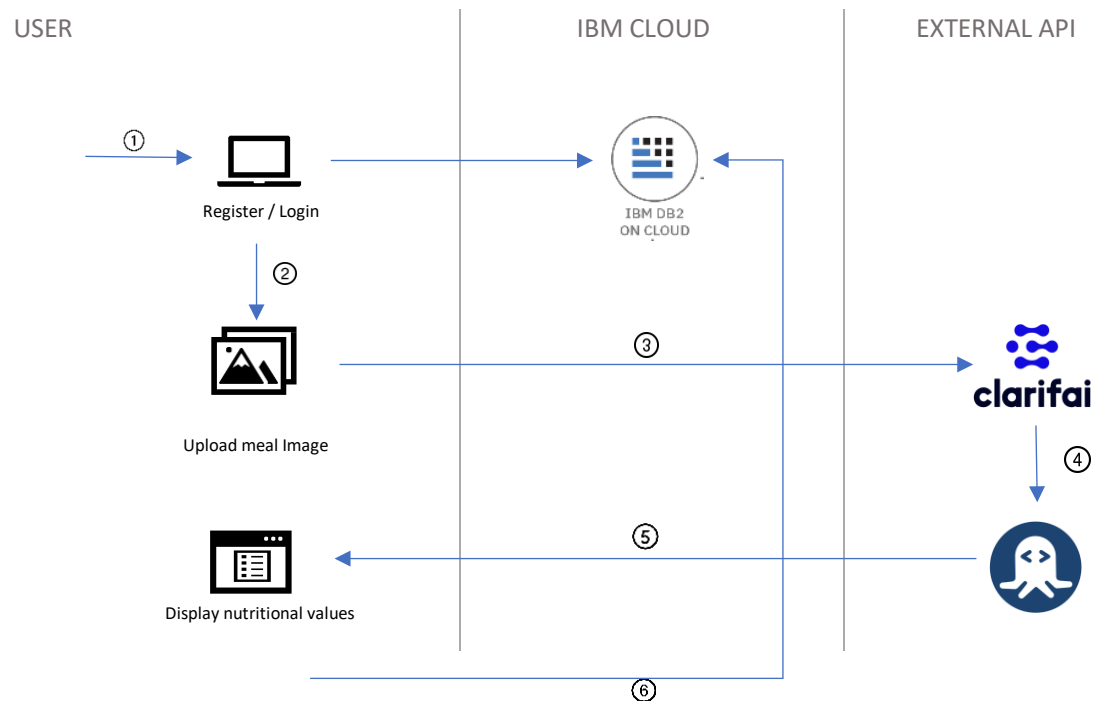 USER
IBM CLOUD
EXTERNAL API
①
Register / Login
IBM DB2
ON CLOUD
②
③
clarifai
Upload meal Image
④
⑤
< >
Display nutritional values
⑥